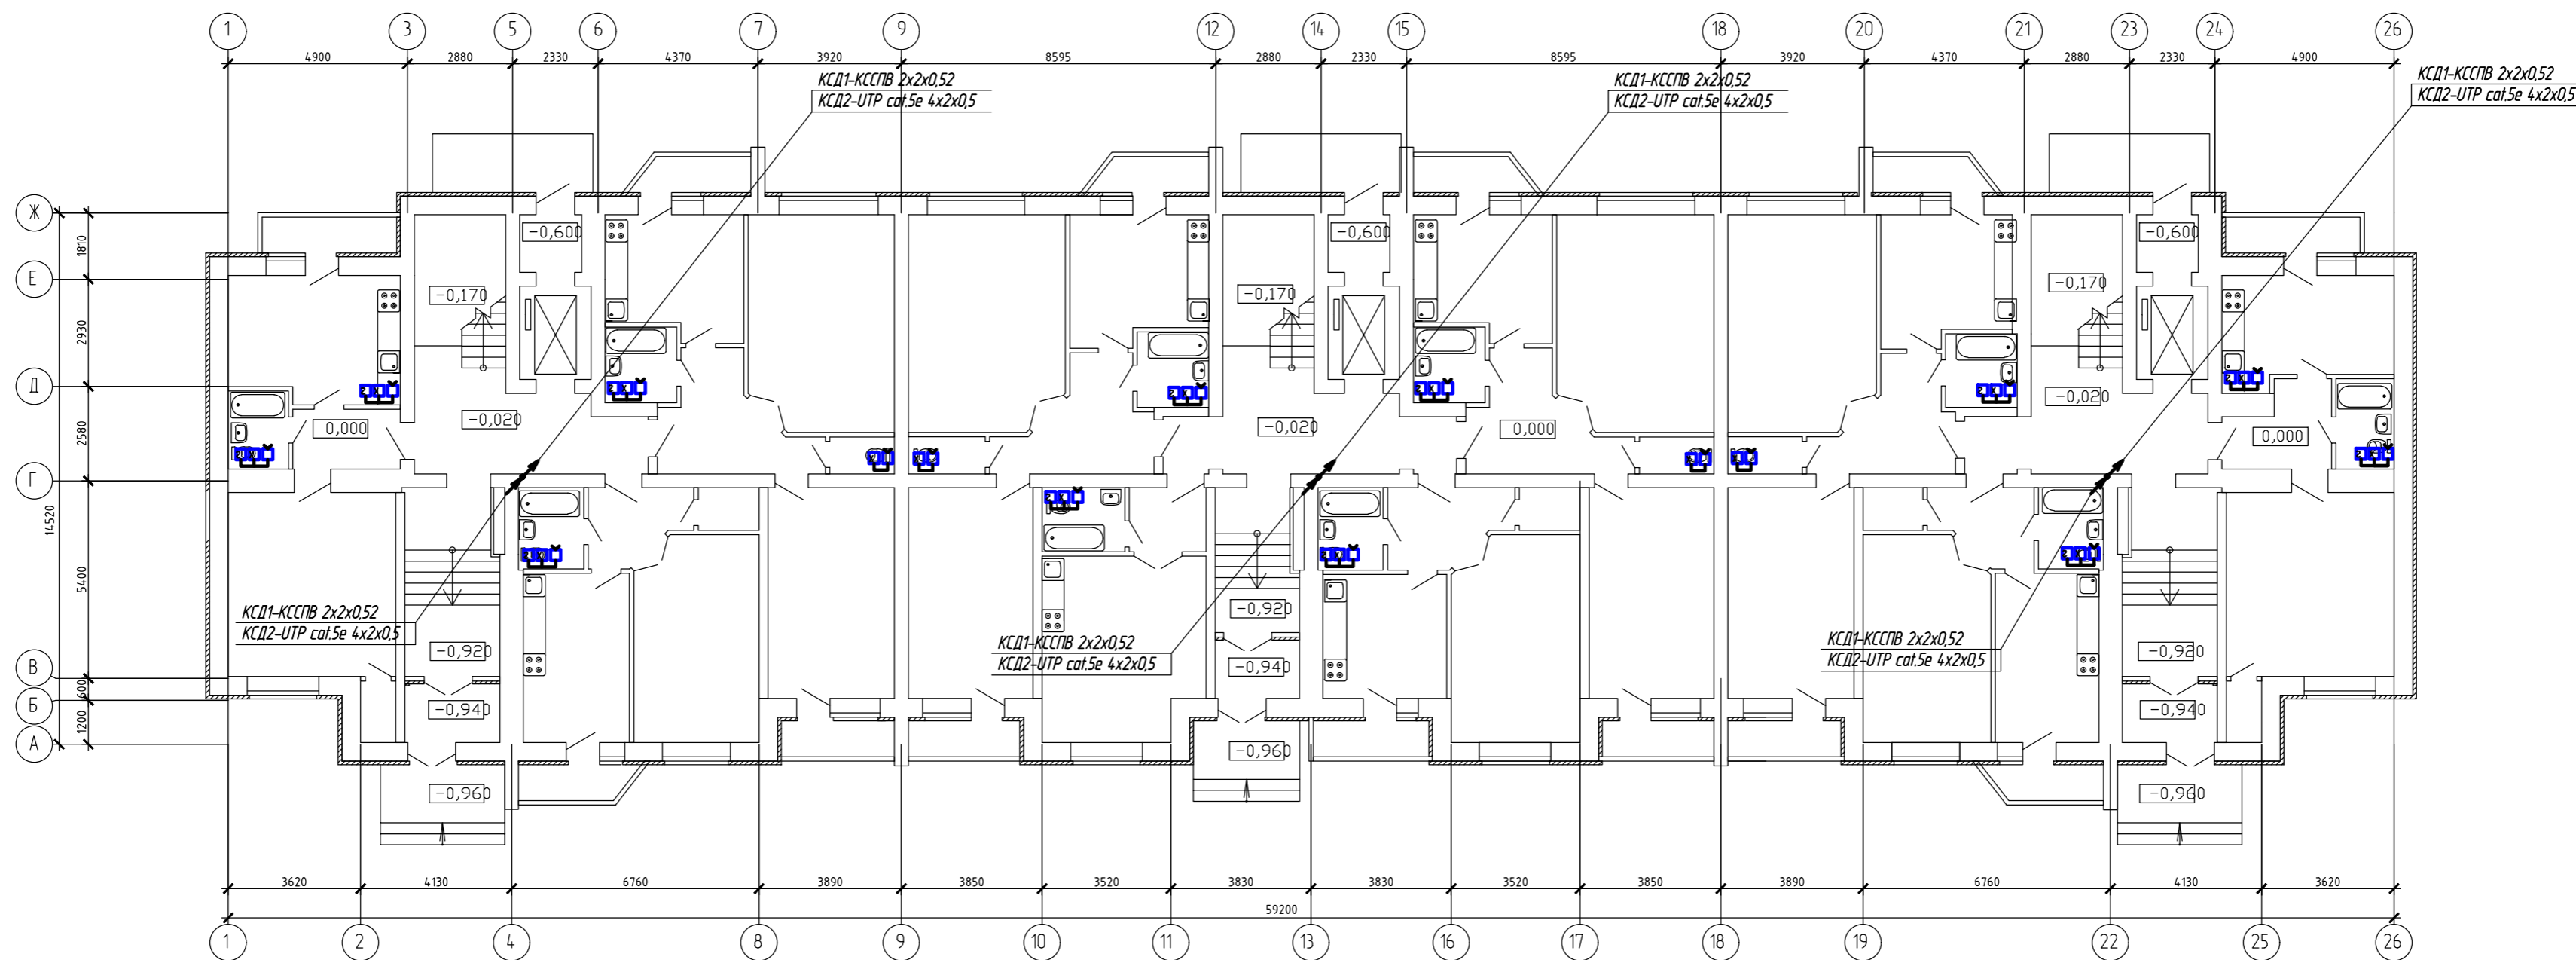 1 3 5 6 7 9 12 14 15 18 20 21 23 24 26
4900 2880 2330 4370 3920 8595 2880 2330 8595 3920 4370 2880 2330 4900
КСД1-КССПВ 2х2х0,52
КСД2-UTP cat.5e 4х2х0,5
КСД1-КССПВ 2х2х0,52
КСД2-UTP cat.5e 4х2х0,5
КСД1-КССПВ 2х2х0,52
КСД2-UTP cat.5e 4х2х0,5
Ж
Е
Д
Г
В
Б
А
1810
2930
2580
5400
600
1200
14520
-0,600 -0,600 -0,600
-0,170 -0,170 -0,170
-0,020 -0,020 -0,020
0,000 0,000 0,000
КСД1-КССПВ 2х2х0,52
КСД2-UTP cat.5e 4х2х0,5
КСД1-КССПВ 2х2х0,52
КСД2-UTP cat.5e 4х2х0,5
КСД1-КССПВ 2х2х0,52
КСД2-UTP cat.5e 4х2х0,5
-0,920 -0,920 -0,920
-0,940 -0,940 -0,940
-0,960 -0,960 -0,960
3620 4130 6760 3890 3850 3520 3830 3830 3520 3850 3890 6760 4130 3620
59200
1 2 4 8 9 10 11 13 16 17 18 19 22 25 26